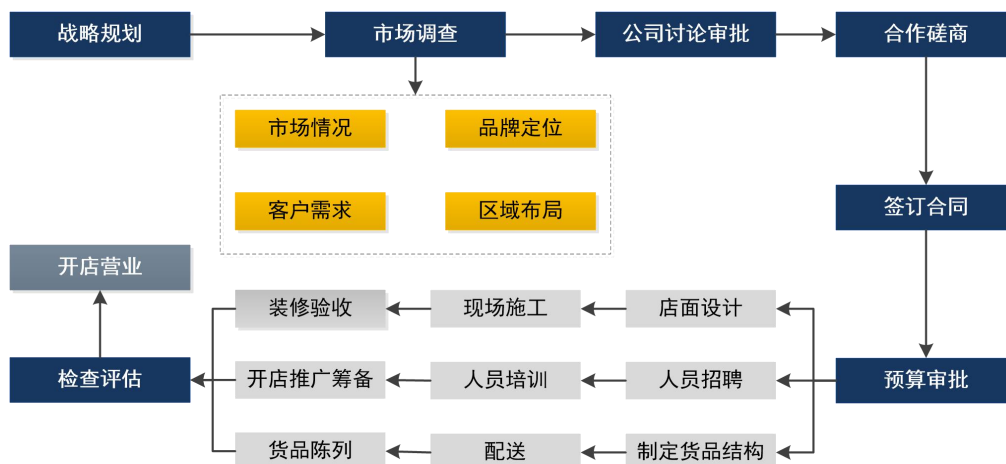 战略规划
市场调查
公司讨论审批
合作磋商
市场情况
品牌定位
客户需求
区域布局
签订合同
开店营业
装修验收
现场施工
店面设计
检查评估
开店推广筹备
人员培训
人员招聘
预算审批
货品陈列
配送
制定货品结构